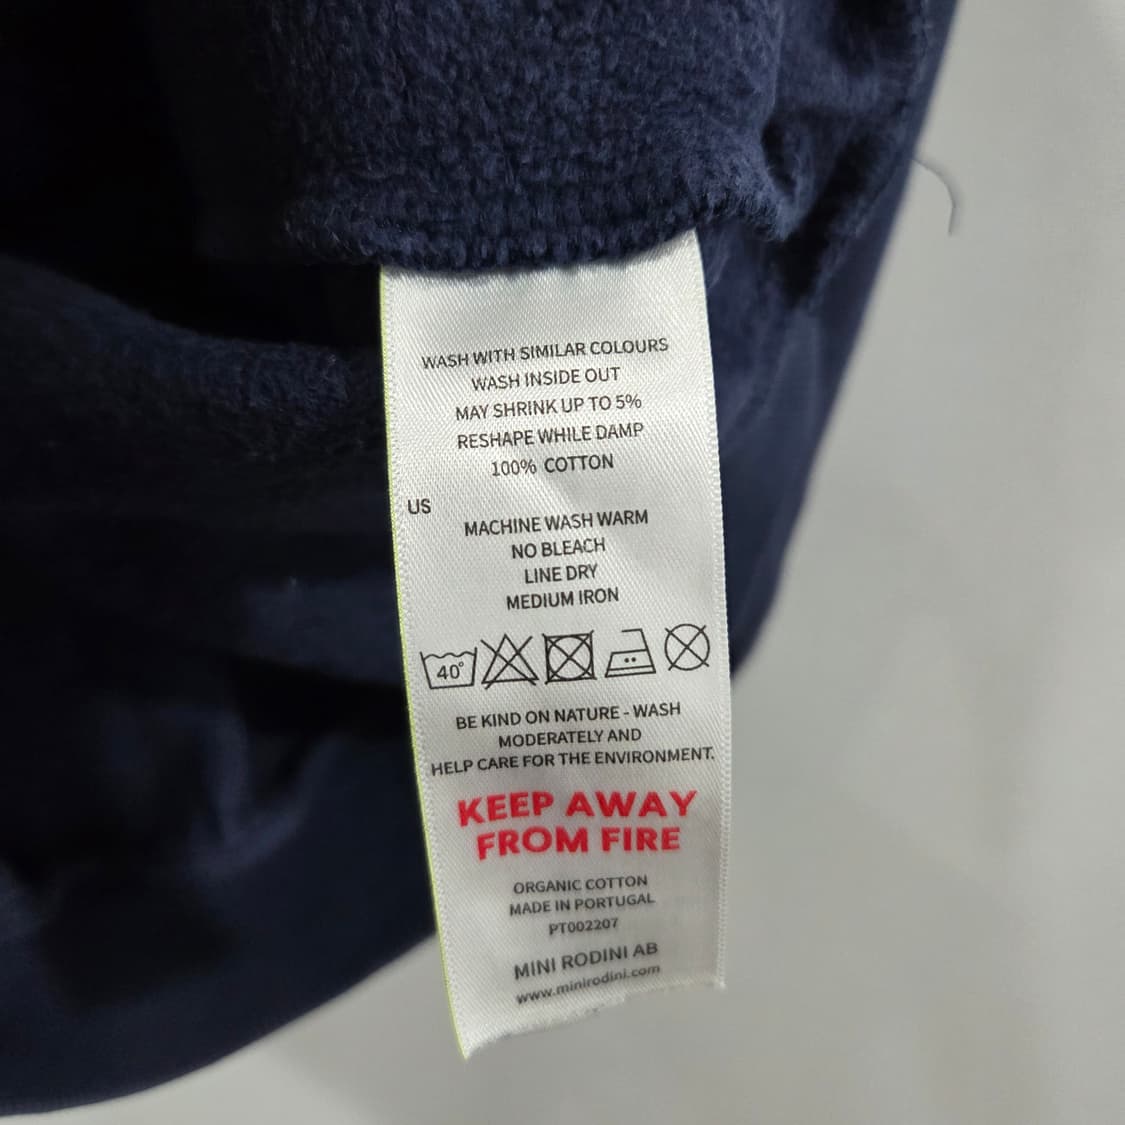 WASH WITH SIMILAR COLOURS
WASH INSIDE OUT
MAY SHRINK UP TO 5%
RESHAPE WHILE DAMP
100% COTTON
US
MACHINE WASH WARM
NO BLEACH
LINE DRY
MEDIUM IRON
40°
BE KIND ON NATURE - WASH
MODERATELY AND
HELP CARE FOR THE ENVIRONMENT.
KEEP AWAY
FROM FIRE
ORGANIC COTTON
MADE IN PORTUGAL
PT002207
MINI RODINI AB
www.minirodini.com